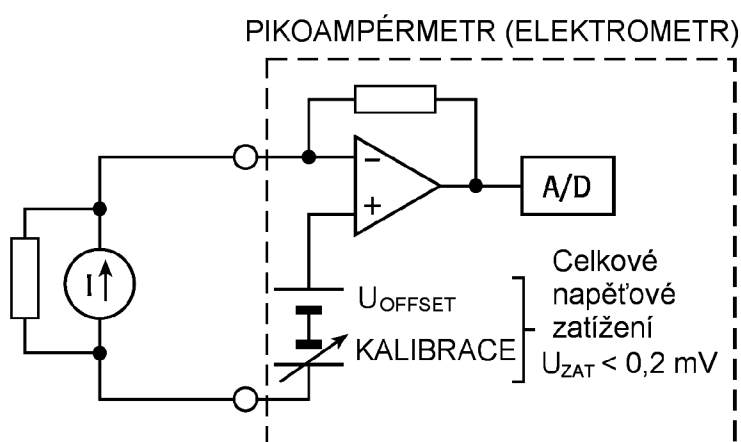 PIKOAMPÉRMETR (ELEKTROMETR)
−
+
A/D
I
UOFFSET
KALIBRACE
Celkové
napěťové
zatížení
UZAT < 0,2 mV